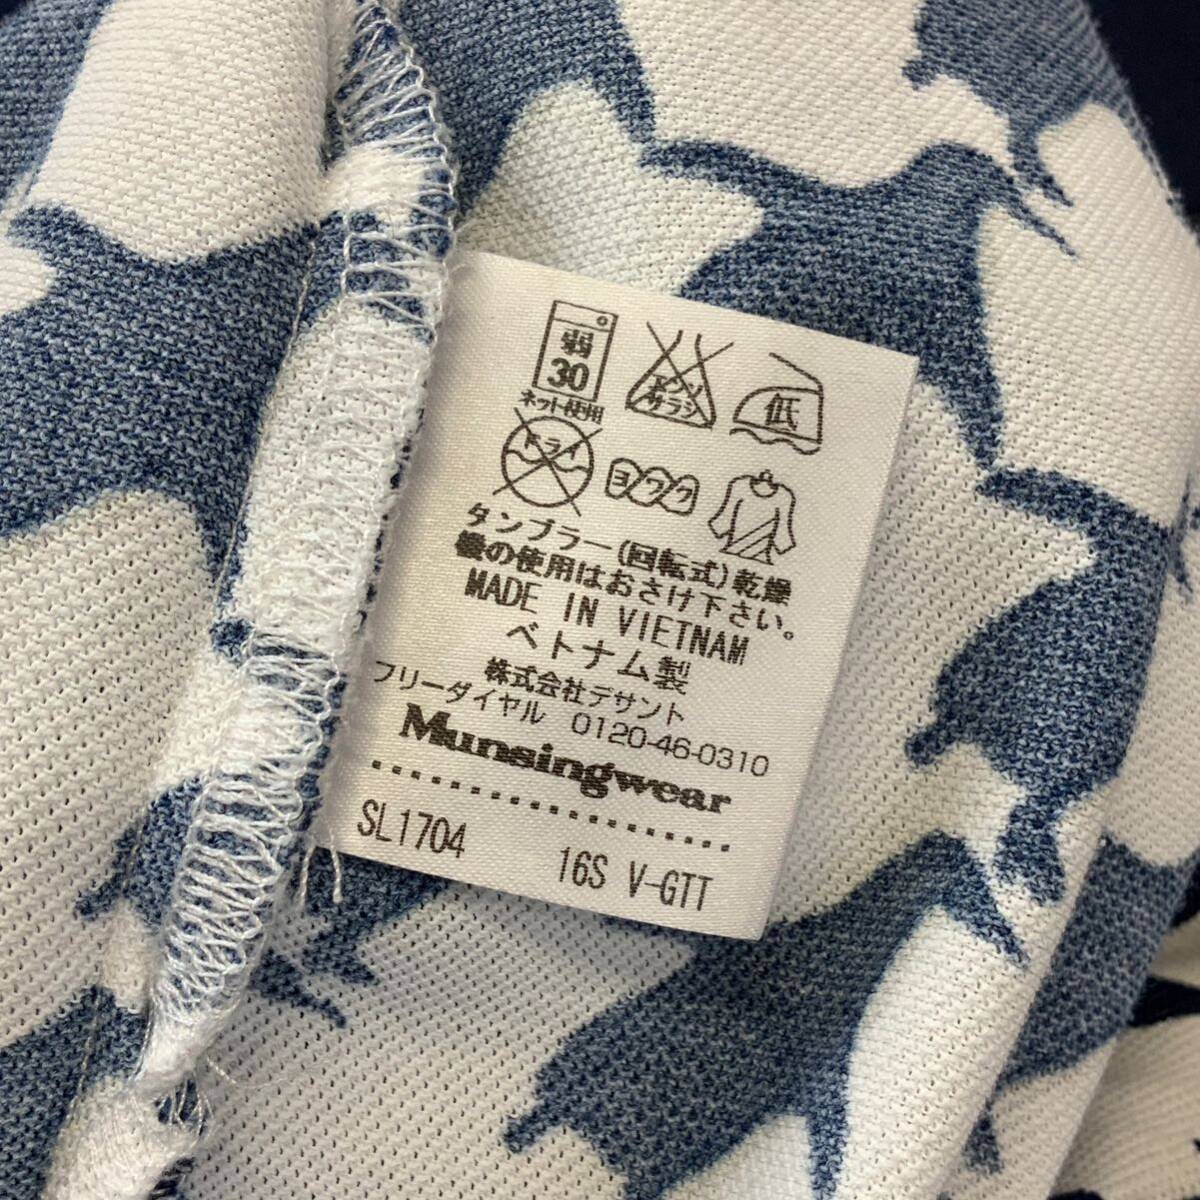 弱
30
ネット使用
エンソ
サラシ
低
ドライ
ヨワク
タンブラー(回転式)乾燥
機の使用はおさけ下さい。
MADE IN VIETNAM
ベトナム製
株式会社デサント
フリーダイヤル 0120-46-0310
Munsingwear
SL1704 16S V-GTT